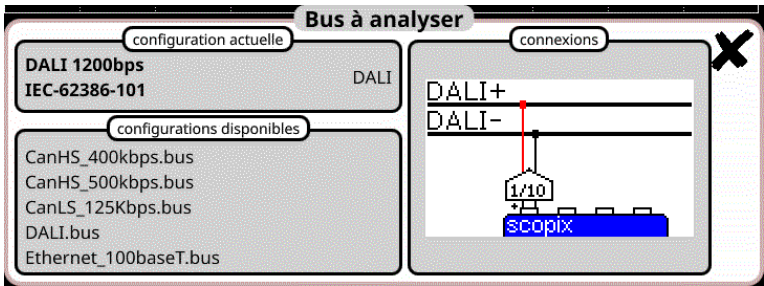 Bus à analyser
configuration actuelle
DALI 1200bps
IEC-62386-101
DALI
configurations disponibles
CanHS_400kbps.bus
CanHS_500kbps.bus
CanLS_125Kbps.bus
DALI.bus
Ethernet_100baseT.bus
connexions
DALI+
DALI-
1/10
+ -
scopix